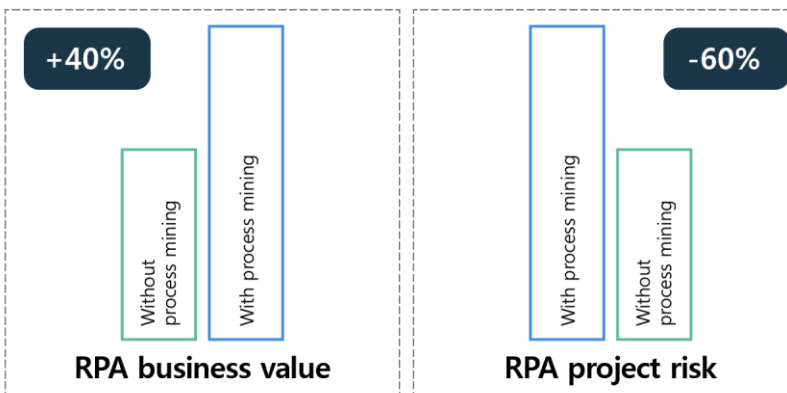 +40%
Without
process mining
With process mining
RPA business value
-60%
With process mining
Without
process mining
RPA project risk